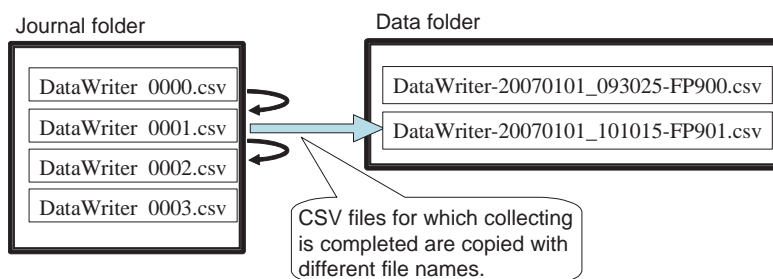 Journal folder
DataWriter 0000.csv
DataWriter 0001.csv
DataWriter 0002.csv
DataWriter 0003.csv
Data folder
DataWriter-20070101_093025-FP900.csv
DataWriter-20070101_101015-FP901.csv
CSV files for which collecting
is completed are copied with
different file names.